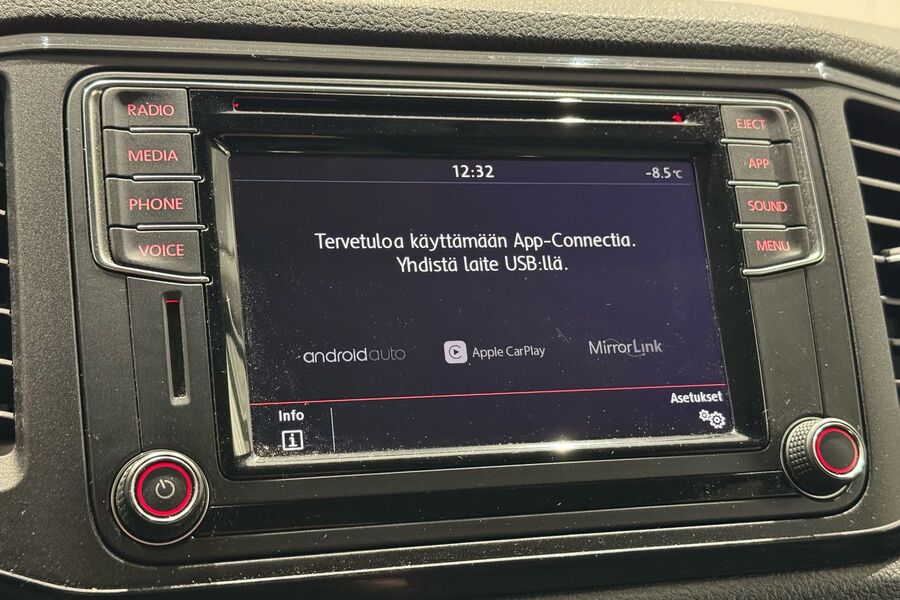 RADIO
MEDIA
PHONE
VOICE
EJECT
APP
SOUND
MENU
12:32
-8.5°C
Tervetuloa käyttämään App-Connectia.
Yhdistä laite USB:llä.
androidauto
Apple CarPlay
MirrorLink
Info
Asetukset